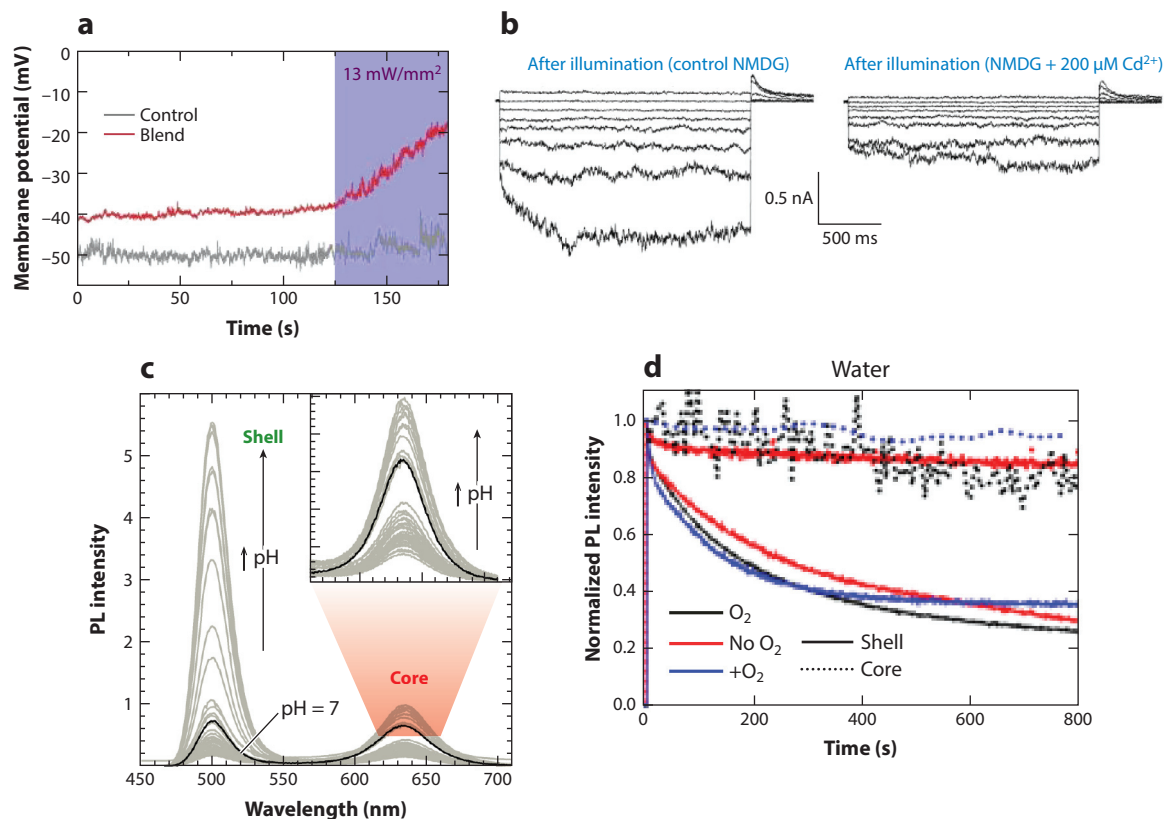 a
Membrane potential (mV)
0
–10
–20
–30
–40
–50
13 mW/mm2
Control
Blend
0
50
100
150
Time (s)
b
After illumination (control NMDG)
After illumination (NMDG + 200 μM Cd2+)
0.5 nA
500 ms
c
PL intensity
5
4
3
2
1
Shell
pH
pH
pH = 7
Core
450
500
550
600
650
700
Wavelength (nm)
d
Water
Normalized PL intensity
1.0
0.8
0.6
0.4
0.2
0.0
O2
No O2
+O2
Shell
Core
0
200
400
600
800
Time (s)